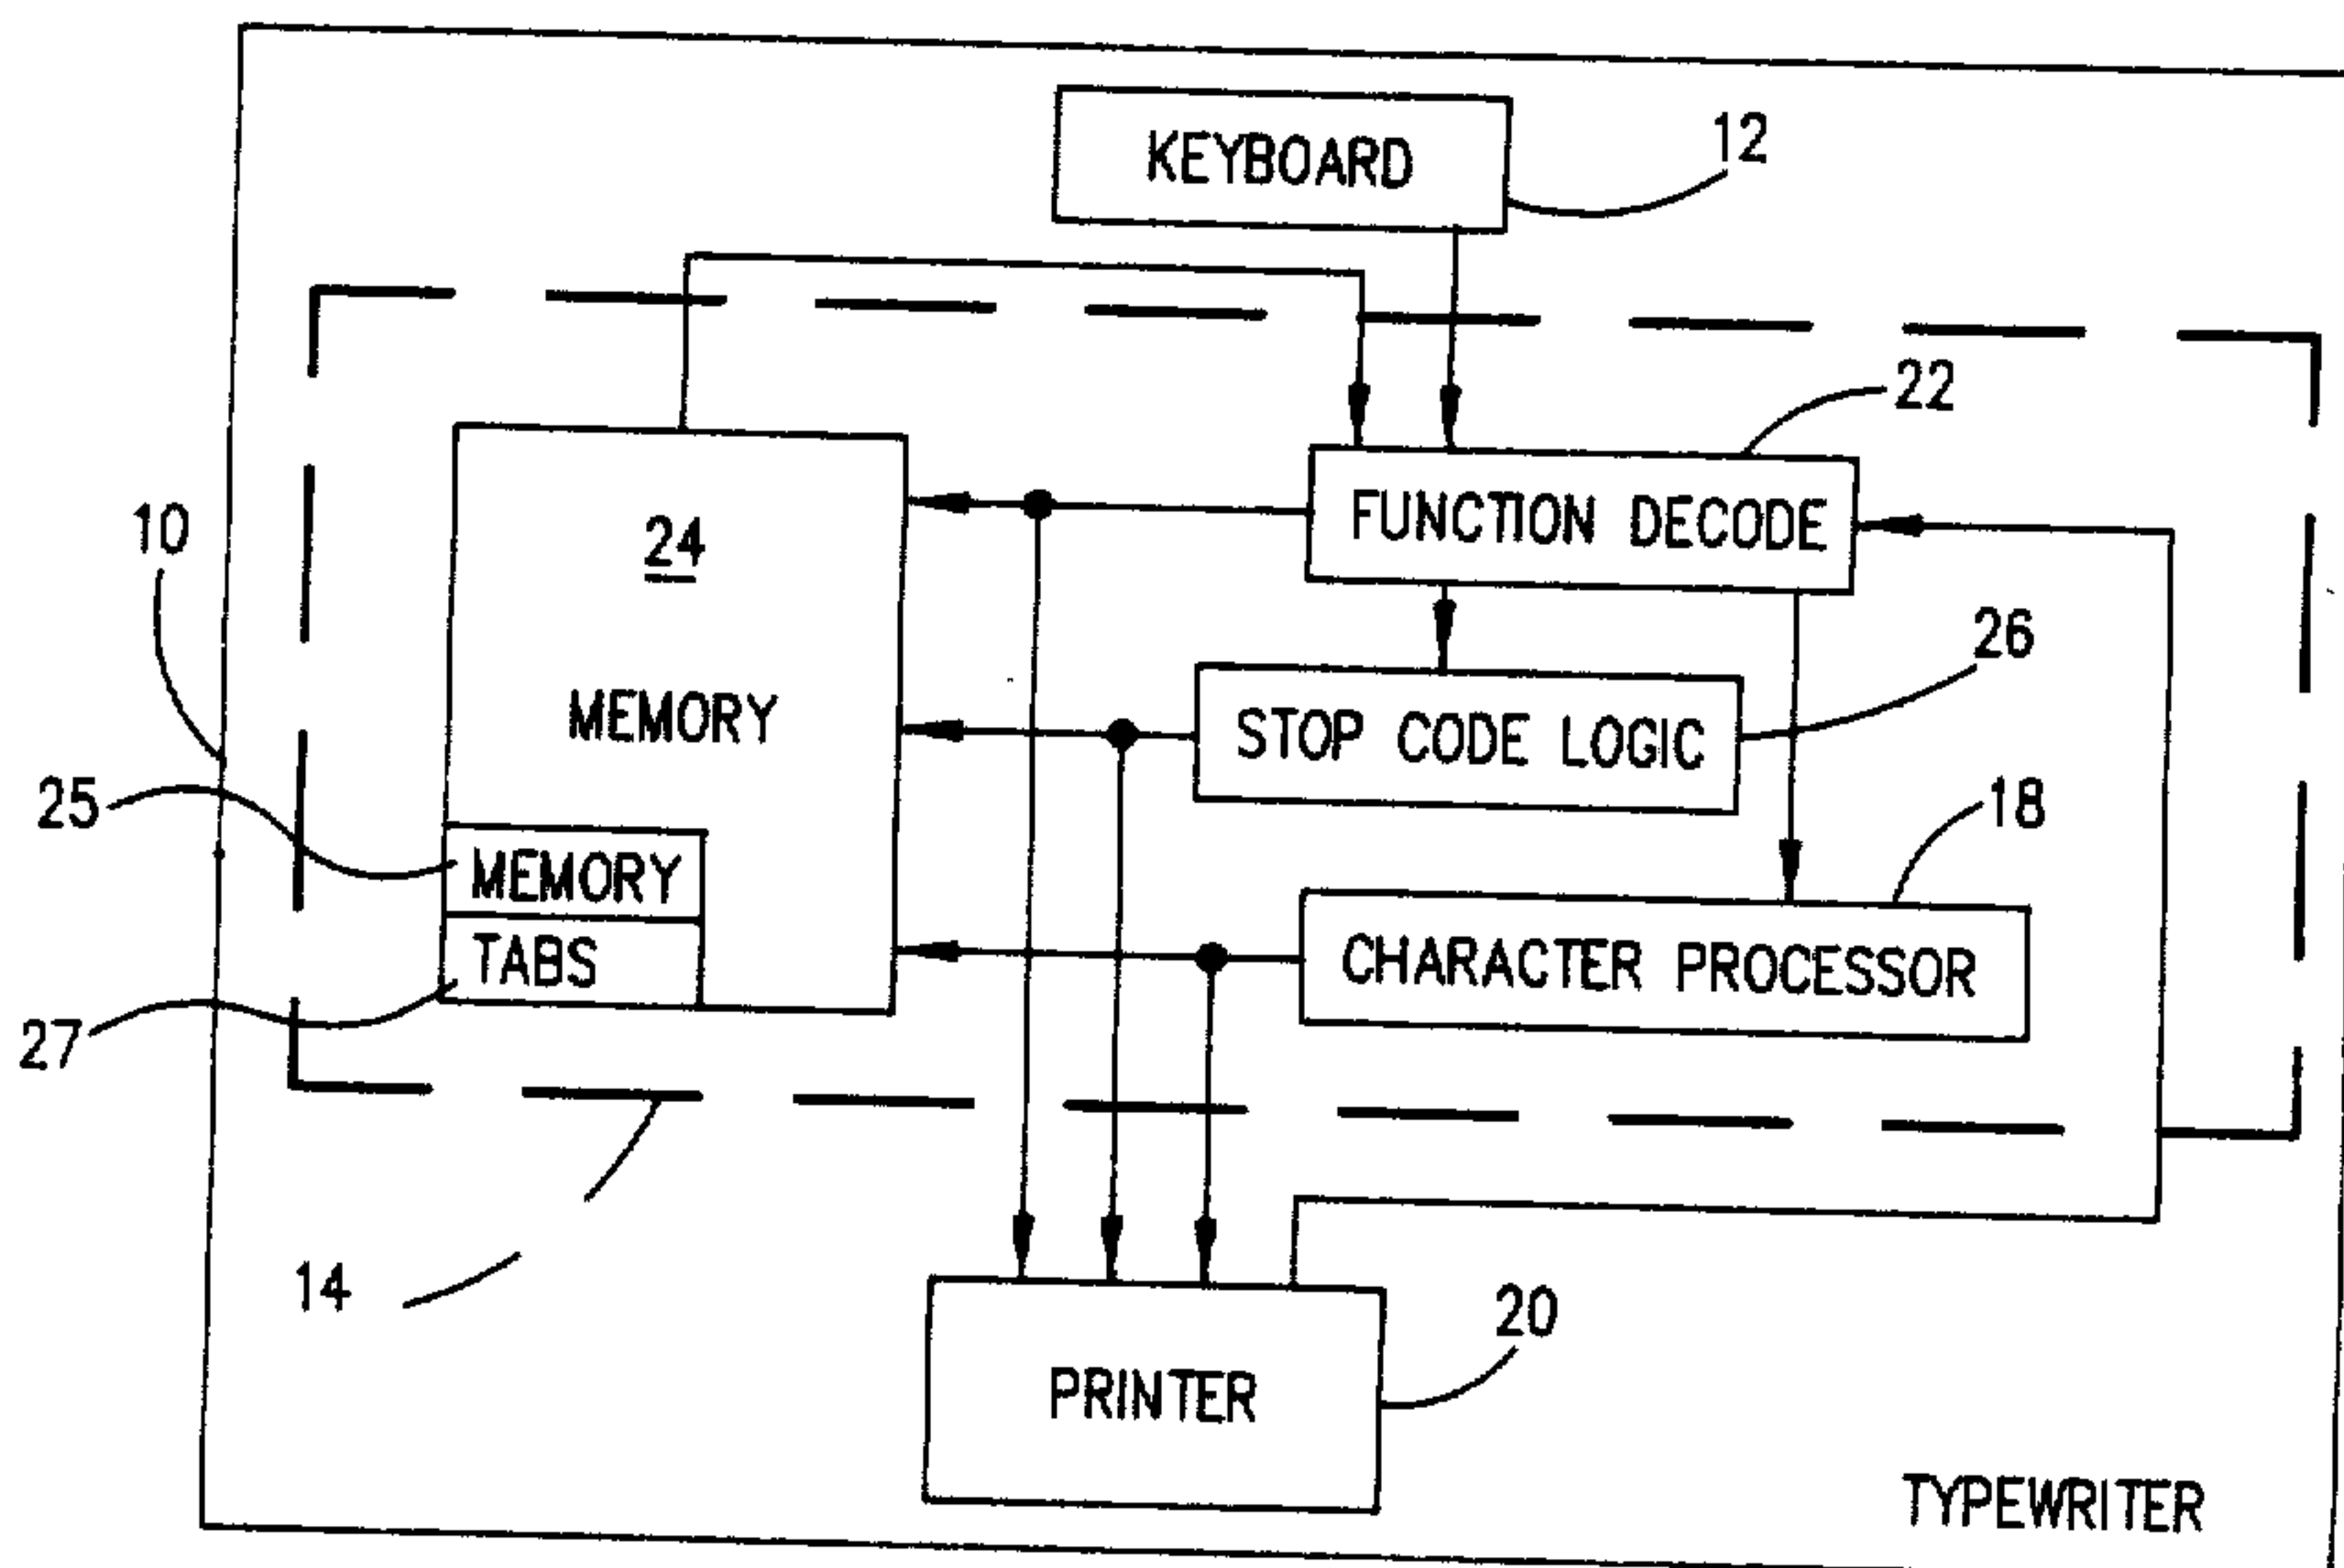 KEYBOARD
12
22
FUNCTION DECODE
10
24
26
MEMORY
STOP CODE LOGIC
25
18
MEMORY
TABS
CHARACTER PROCESSOR
27
14
20
PRINTER
TYPEWRITER